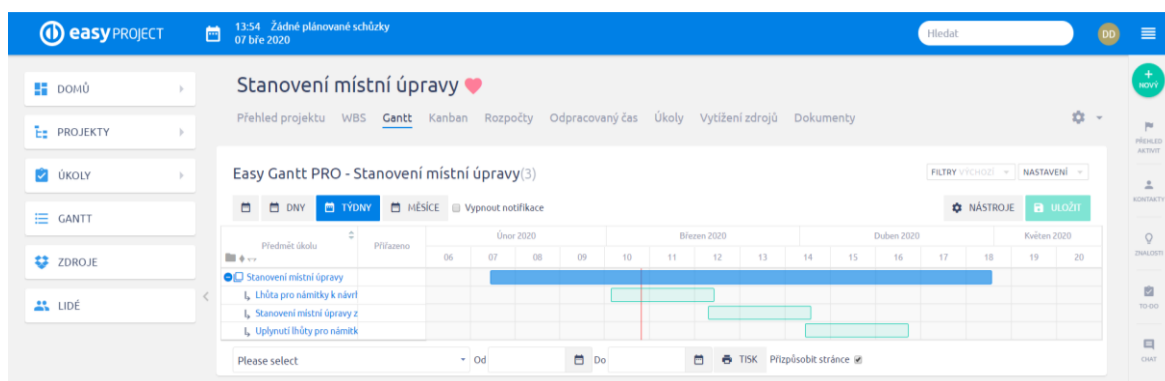 easy PROJECT
13:54 Žádné plánované schůzky
07 bře 2020
Hledat
DD
DOMŮ
PROJEKTY
ÚKOLY
GANTT
ZDROJE
LIDÉ
Stanovení místní úpravy
Přehled projektu WBS Gantt Kanban Rozpočty Odpracovaný čas Úkoly Vytížení zdrojů Dokumenty
Easy Gantt PRO - Stanovení místní úpravy(3)
FILTRY VÝCHOZÍ
NASTAVENÍ
DNY TÝDNY MĚSÍCE Vypnout notifikace
NÁSTROJE ULOŽIT
Předmět úkolu Přiřazeno Únor 2020 Březen 2020 Duben 2020 Květen 2020
06 07 08 09 10 11 12 13 14 15 16 17 18 19 20
Stanovení místní úpravy
Lhůta pro námitky k návrh
Stanovení místní úpravy z
Uplynutí lhůty pro námitk
Please select Od Do TISK Přizpůsobit stránce
NOVÝ
PŘEHLED
AKTIVIT
KONTAKTY
ZNALOSTI
TO-DO
CHAT